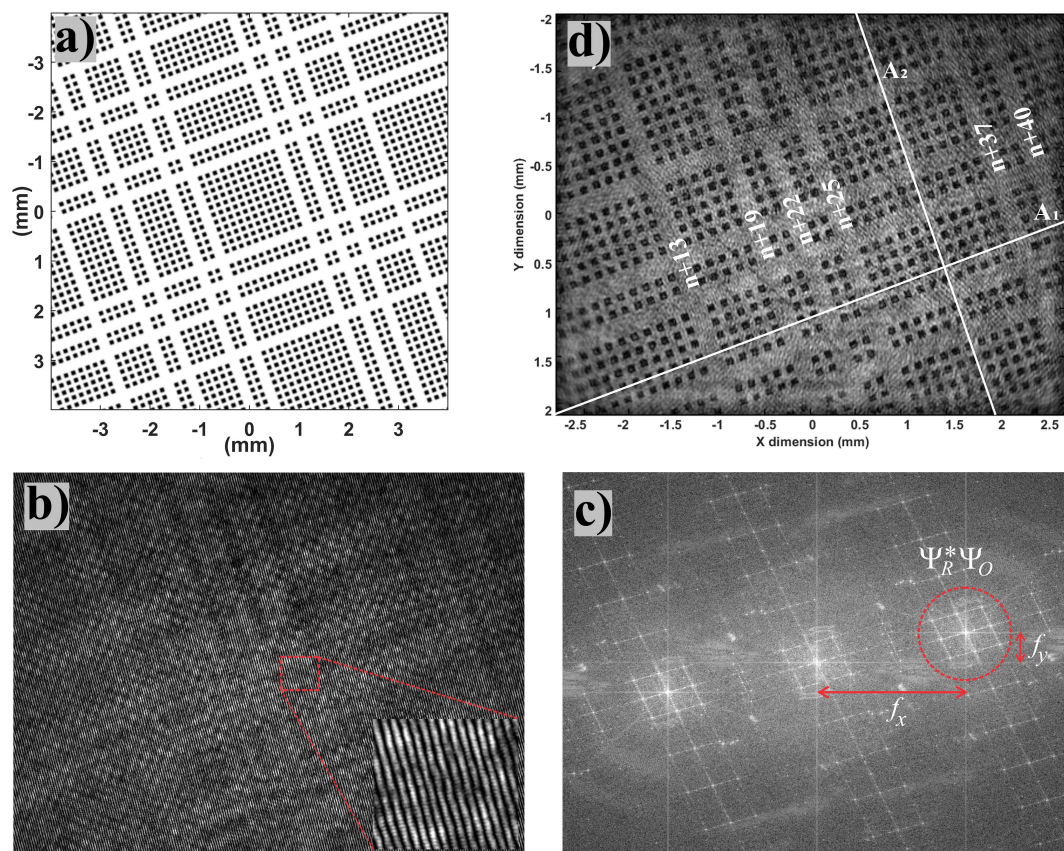 a)
-3
-2
-1
0
1
2
3
(mm)
-3 -2 -1 0 1 2 3
(mm)
d)
-2
-1.5
-1
-0.5
0
0.5
1
1.5
2
Y dimension (mm)
A2
n+40
n+37
A1
n+25
n+22
n+19
n+13
-2.5 -2 -1.5 -1 -0.5 0 0.5 1 1.5 2 2.5
X dimension (mm)
b)
c)
Ψ*R ΨO
fy
fx